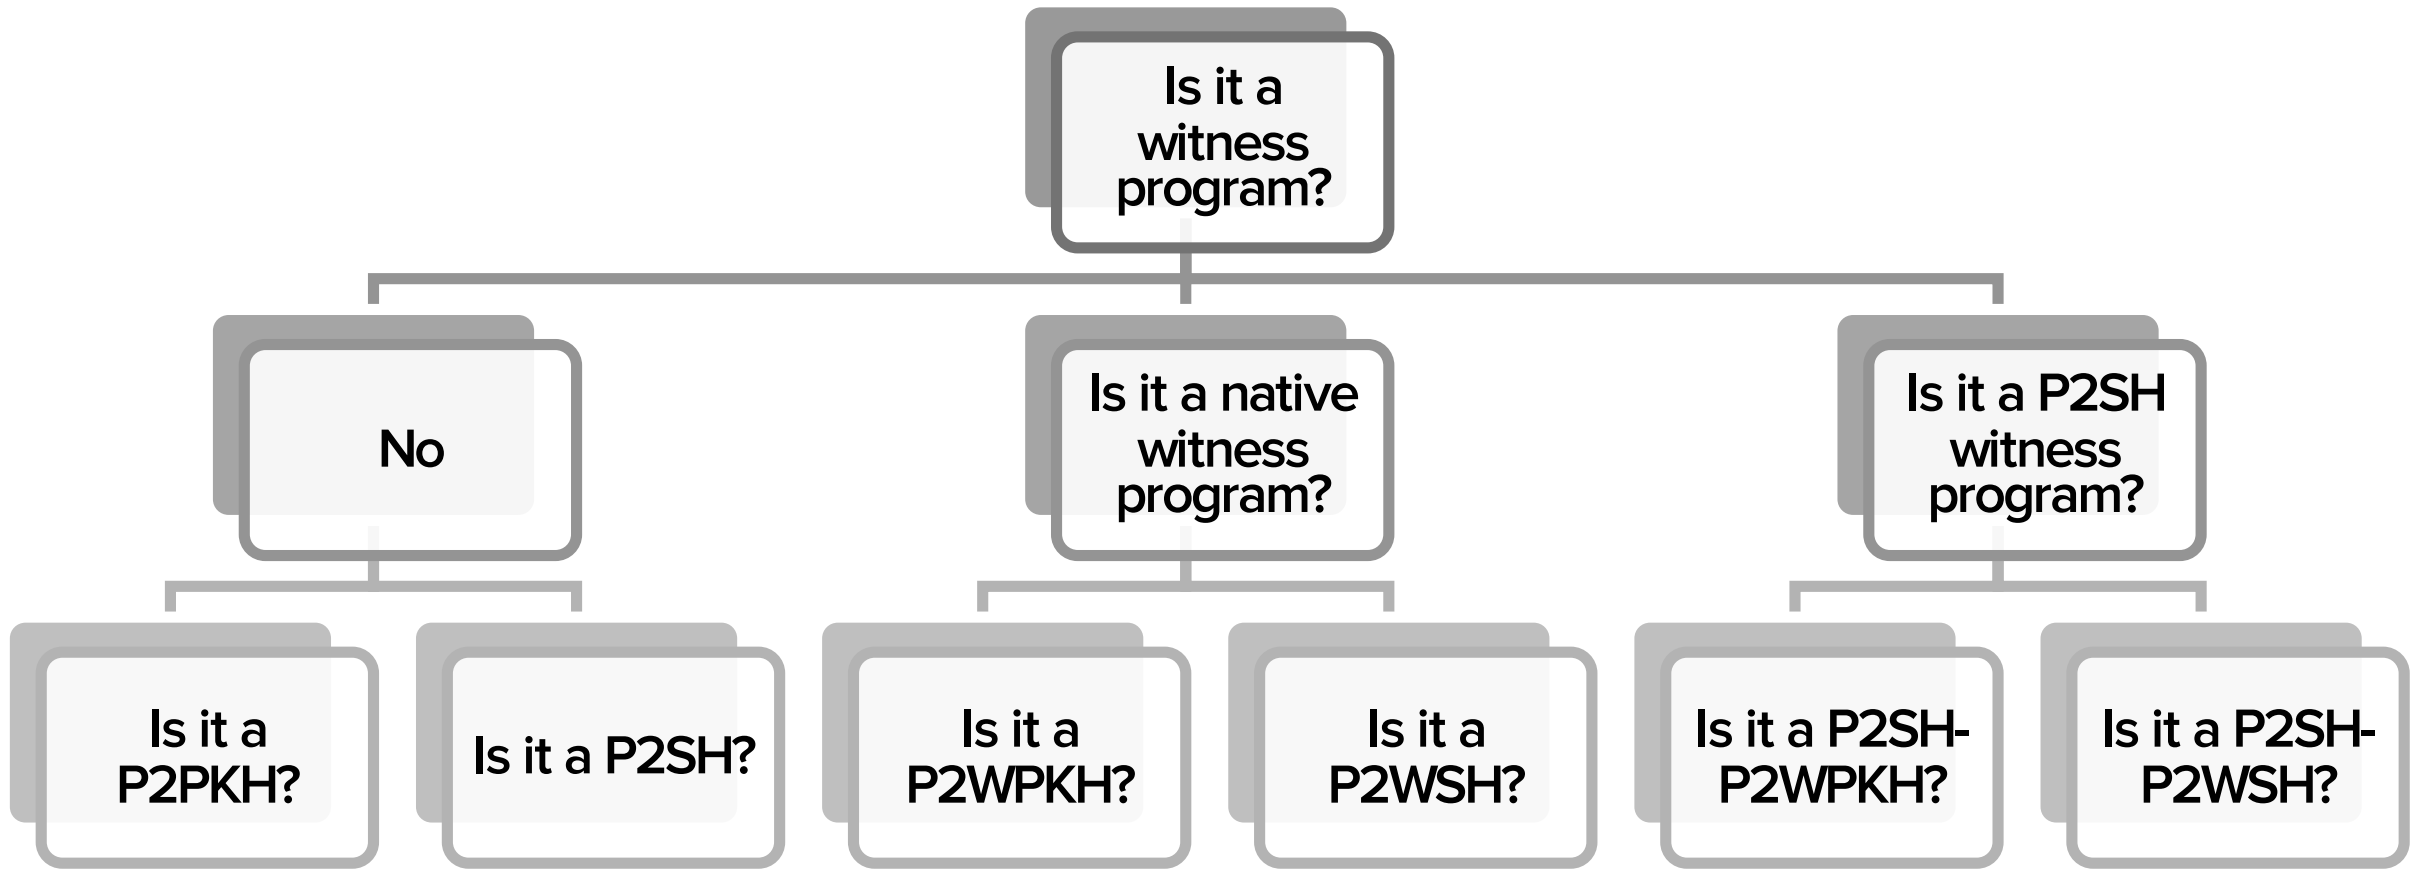 Is it a
witness
program?
No
Is it a native
witness
program?
Is it a P2SH
witness
program?
Is it a
P2PKH?
Is it a P2SH?
Is it a
P2WPKH?
Is it a
P2WSH?
Is it a P2SH-
P2WPKH?
Is it a P2SH-
P2WSH?